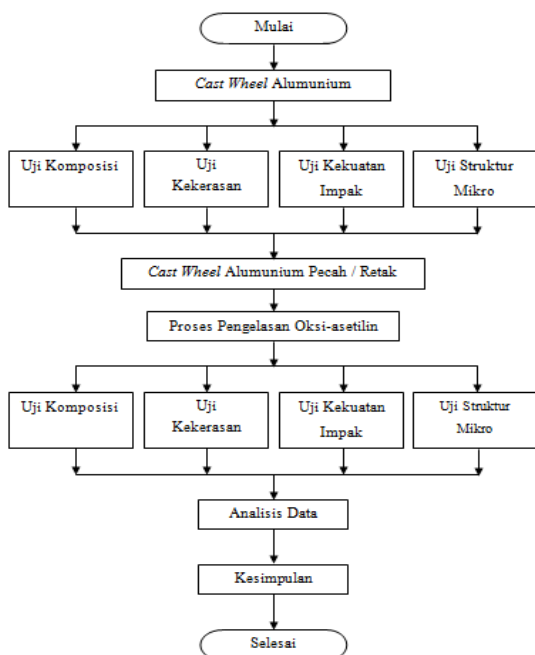 Mulai
Cast Wheel Alumunium
Uji Komposisi
Uji
Kekerasan
Uji Kekuatan
Impak
Uji Struktur
Mikro
Cast Wheel Alumunium Pecah / Retak
Proses Pengelasan Oksi-asetilin
Uji Komposisi
Uji
Kekerasan
Uji Kekuatan
Impak
Uji Struktur
Mikro
Analisis Data
Kesimpulan
Selesai